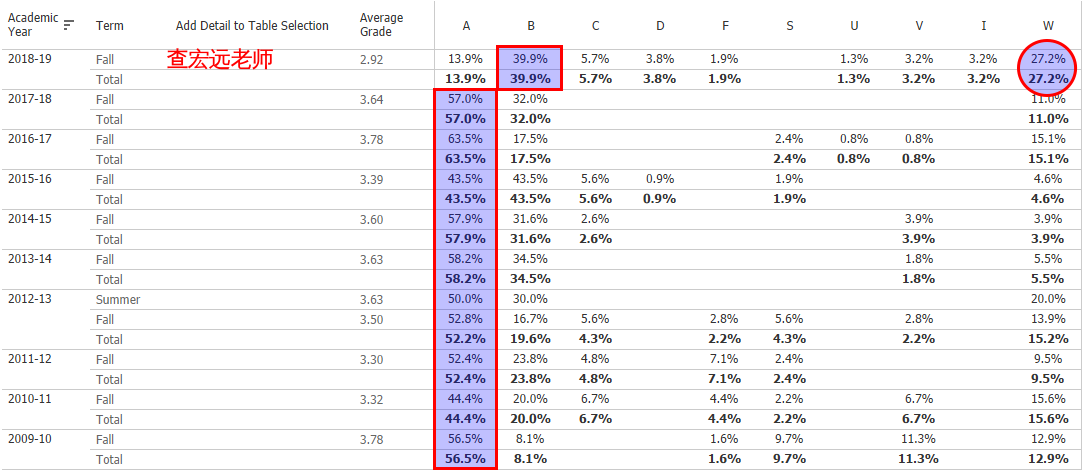 Academic Year Term Add Detail to Table Selection Average Grade A B C D F S U V I W
2018-19 Fall 查宏远老师 2.92 13.9% 39.9% 5.7% 3.8% 1.9% 1.3% 3.2% 3.2% 27.2%
Total 13.9% 39.9% 5.7% 3.8% 1.9% 1.3% 3.2% 3.2% 27.2%
2017-18 Fall 3.64 57.0% 32.0% 11.0%
Total 57.0% 32.0% 11.0%
2016-17 Fall 3.78 63.5% 17.5% 2.4% 0.8% 0.8% 15.1%
Total 63.5% 17.5% 2.4% 0.8% 0.8% 15.1%
2015-16 Fall 3.39 43.5% 43.5% 5.6% 0.9% 1.9% 4.6%
Total 43.5% 43.5% 5.6% 0.9% 1.9% 4.6%
2014-15 Fall 3.60 57.9% 31.6% 2.6% 3.9% 3.9%
Total 57.9% 31.6% 2.6% 3.9% 3.9%
2013-14 Fall 3.63 58.2% 34.5% 1.8% 5.5%
Total 58.2% 34.5% 1.8% 5.5%
2012-13 Summer 3.63 50.0% 30.0% 20.0%
Fall 3.50 52.8% 16.7% 5.6% 2.8% 5.6% 2.8% 13.9%
Total 52.2% 19.6% 4.3% 2.2% 4.3% 2.2% 15.2%
2011-12 Fall 3.30 52.4% 23.8% 4.8% 7.1% 2.4% 9.5%
Total 52.4% 23.8% 4.8% 7.1% 2.4% 9.5%
2010-11 Fall 3.32 44.4% 20.0% 6.7% 4.4% 2.2% 6.7% 15.6%
Total 44.4% 20.0% 6.7% 4.4% 2.2% 6.7% 15.6%
2009-10 Fall 3.78 56.5% 8.1% 1.6% 9.7% 11.3% 12.9%
Total 56.5% 8.1% 1.6% 9.7% 11.3% 12.9%